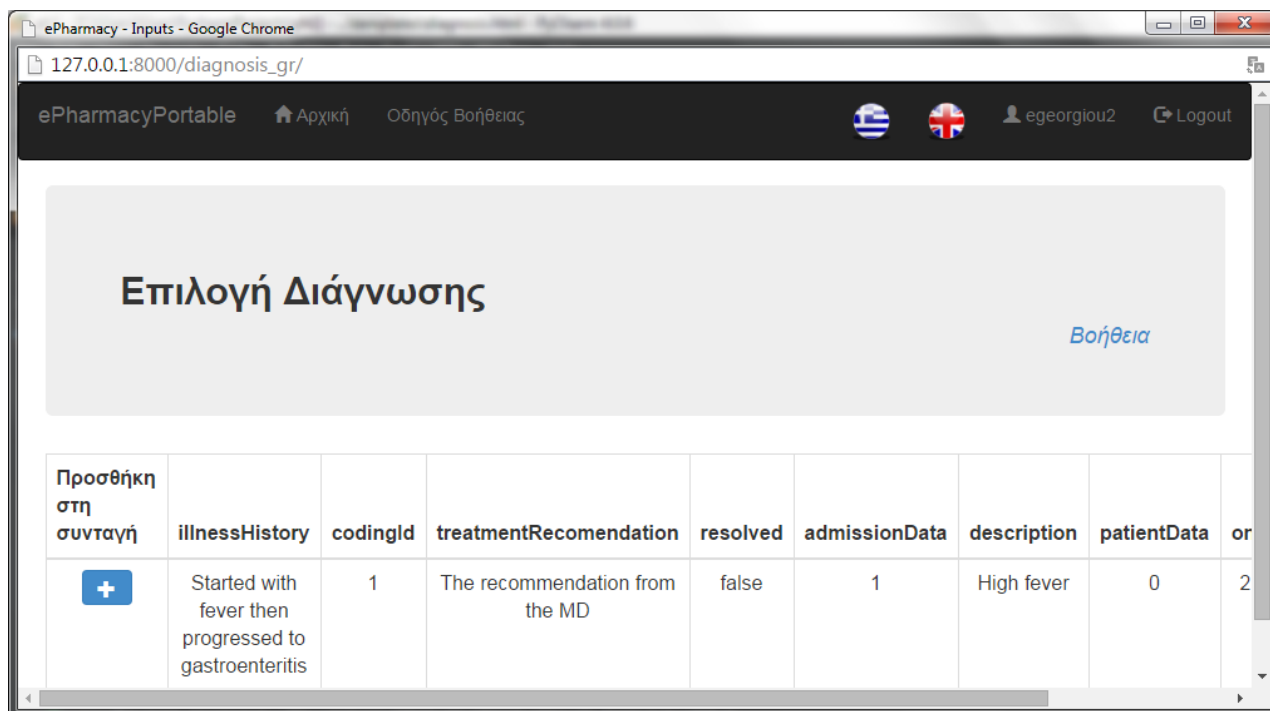 ePharmacy - Inputs - Google Chrome
127.0.0.1:8000/diagnosis_gr/
ePharmacyPortable Αρχική Οδηγός Βοήθειας egeorgiou2 Logout
Επιλογή Διάγνωσης
Βοήθεια
Προσθήκη
στη
συνταγή illnessHistory codingId treatmentRecomendation resolved admissionData description patientData or
Started with 1 The recommendation from false 1 High fever 0 2
fever then the MD
progressed to
gastroenteritis